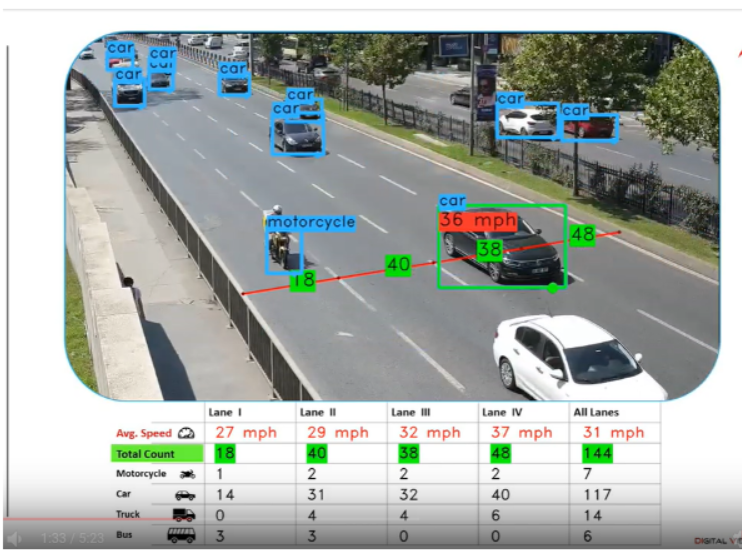 car
car
car
car
car
car
car
car
car
car
36 mph
motorcycle
18
40
38
48
Lane I Lane II Lane III Lane IV All Lanes
Avg. Speed 27 mph 29 mph 32 mph 37 mph 31 mph
Total Count 18 40 38 48 144
Motorcycle 1 2 2 2 7
Car 14 31 32 40 117
Truck 0 4 4 6 14
Bus 3 3 0 0 6
1:33 / 5:23
DIGITAL